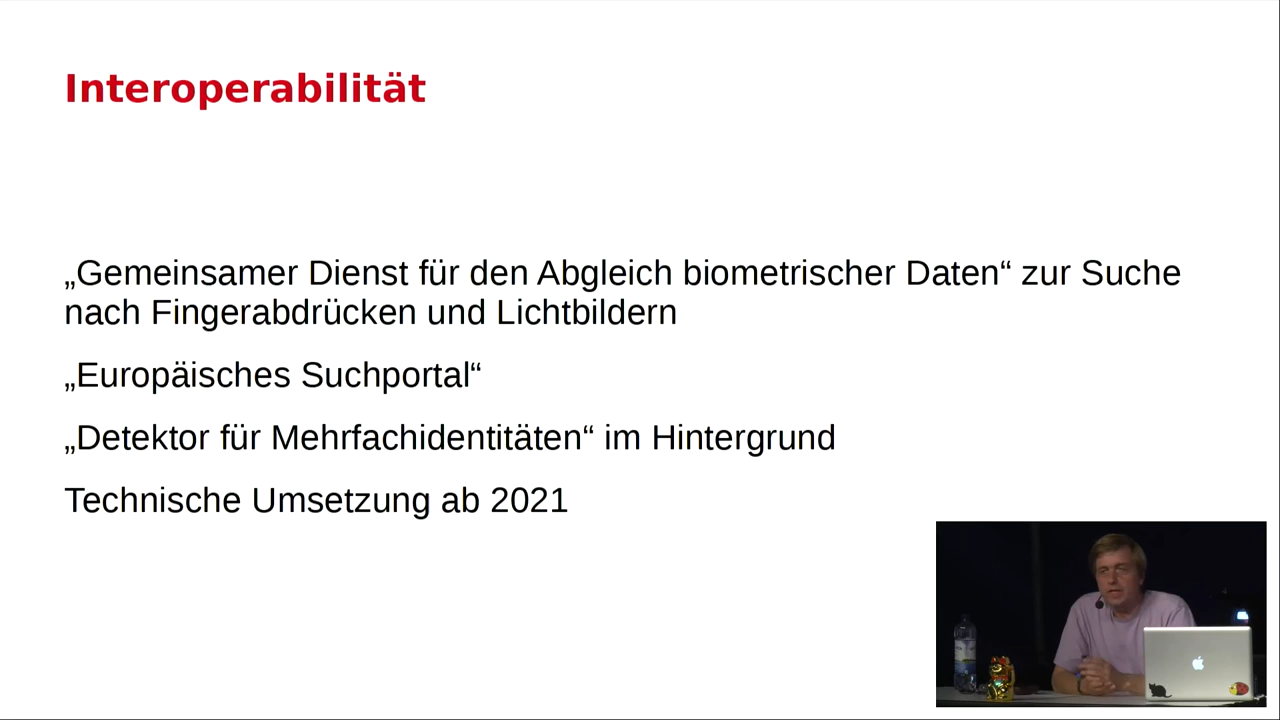 Interoperabilität
„Gemeinsamer Dienst für den Abgleich biometrischer Daten“ zur Suche
nach Fingerabdrücken und Lichtbildern
„Europäisches Suchportal“
„Detektor für Mehrfachidentitäten“ im Hintergrund
Technische Umsetzung ab 2021